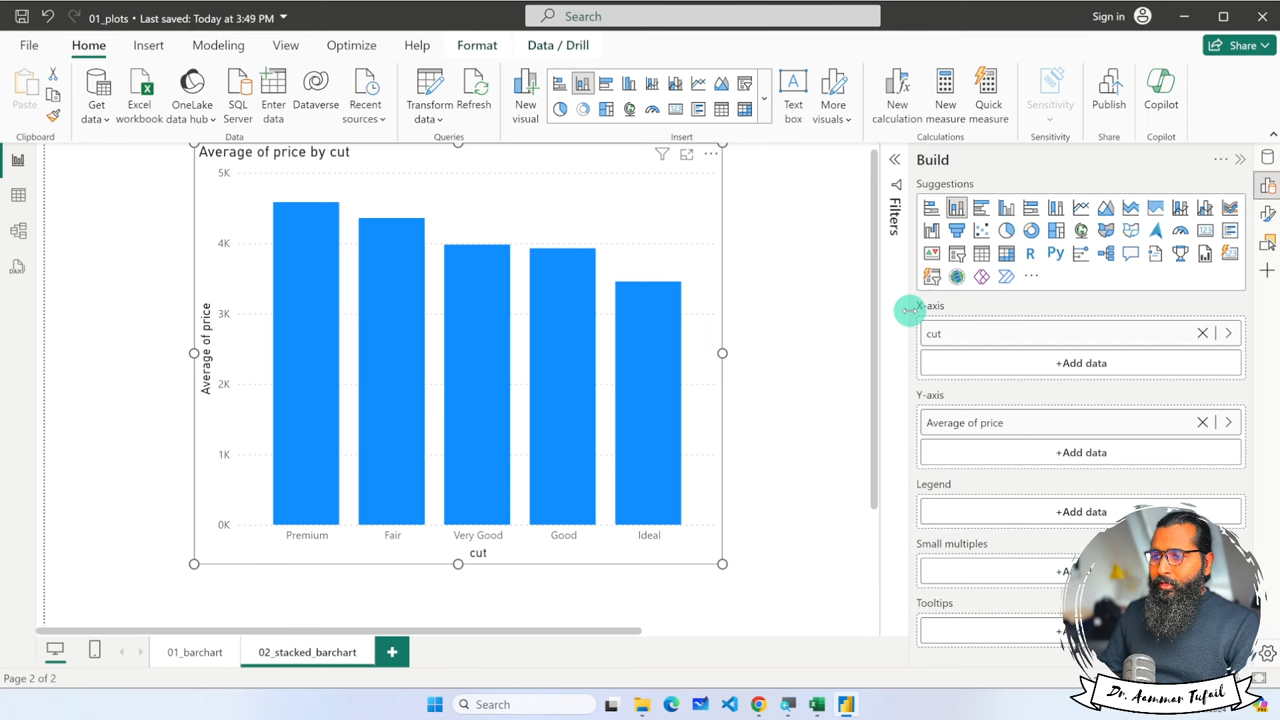 01_plots • Last saved: Today at 3:49 PM
Search
Sign in
File Home Insert Modeling View Optimize Help Format Data / Drill
Share
Paste
Get data
Excel workbook
OneLake data hub
SQL Server
Enter data
Dataverse
Recent sources
Transform data
Refresh
New visual
Text box
More visuals
New calculation
New measure
Quick measure
Sensitivity
Publish
Copilot
Clipboard
Data
Queries
Insert
Calculations
Sensitivity
Share
Copilot
Average of price by cut
5K
4K
3K
2K
1K
0K
Average of price
Premium Fair Very Good Good Ideal
cut
Filters
Build
Suggestions
R Py
X-axis
cut
+Add data
Y-axis
Average of price
+Add data
Legend
+Add data
Small multiples
Tooltips
01_barchart
02_stacked_barchart
Page 2 of 2
Search
Dr. Aammar Tufail